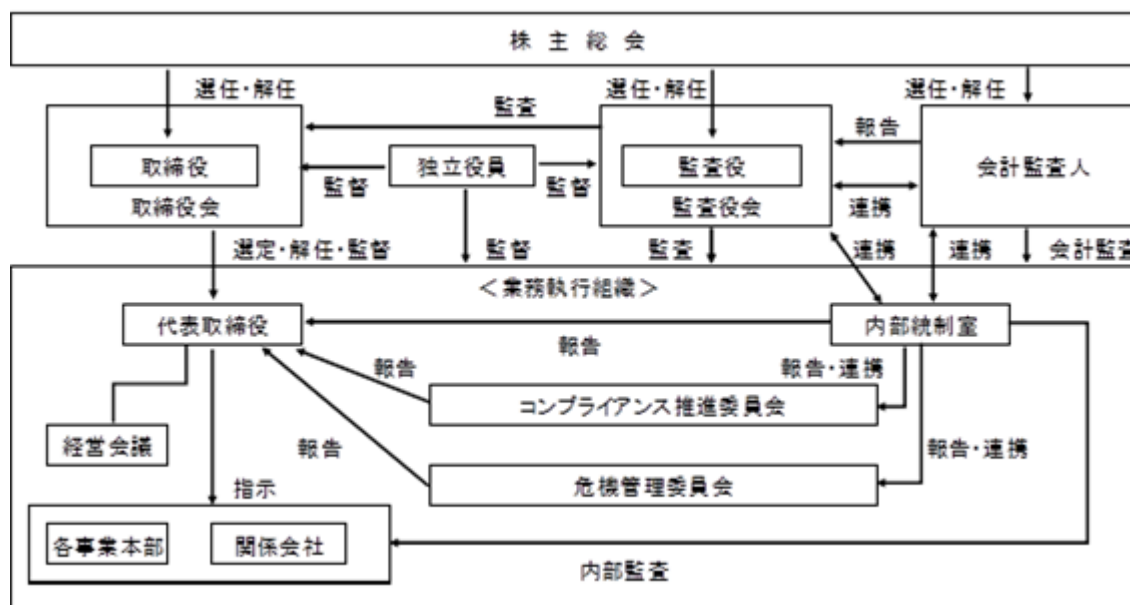 株主総会
選任・解任
選任・解任
選任・解任
監査
報告
取締役
独立役員
監査役
会計監査人
監督
監督
取締役会
監査役会
連携
選定・解任・監督
監督
監査
連携
連携
会計監査
＜業務執行組織＞
代表取締役
内部統制室
報告
報告
報告・連携
コンプライアンス推進委員会
経営会議
報告
報告・連携
危機管理委員会
指示
各事業本部
関係会社
内部監査